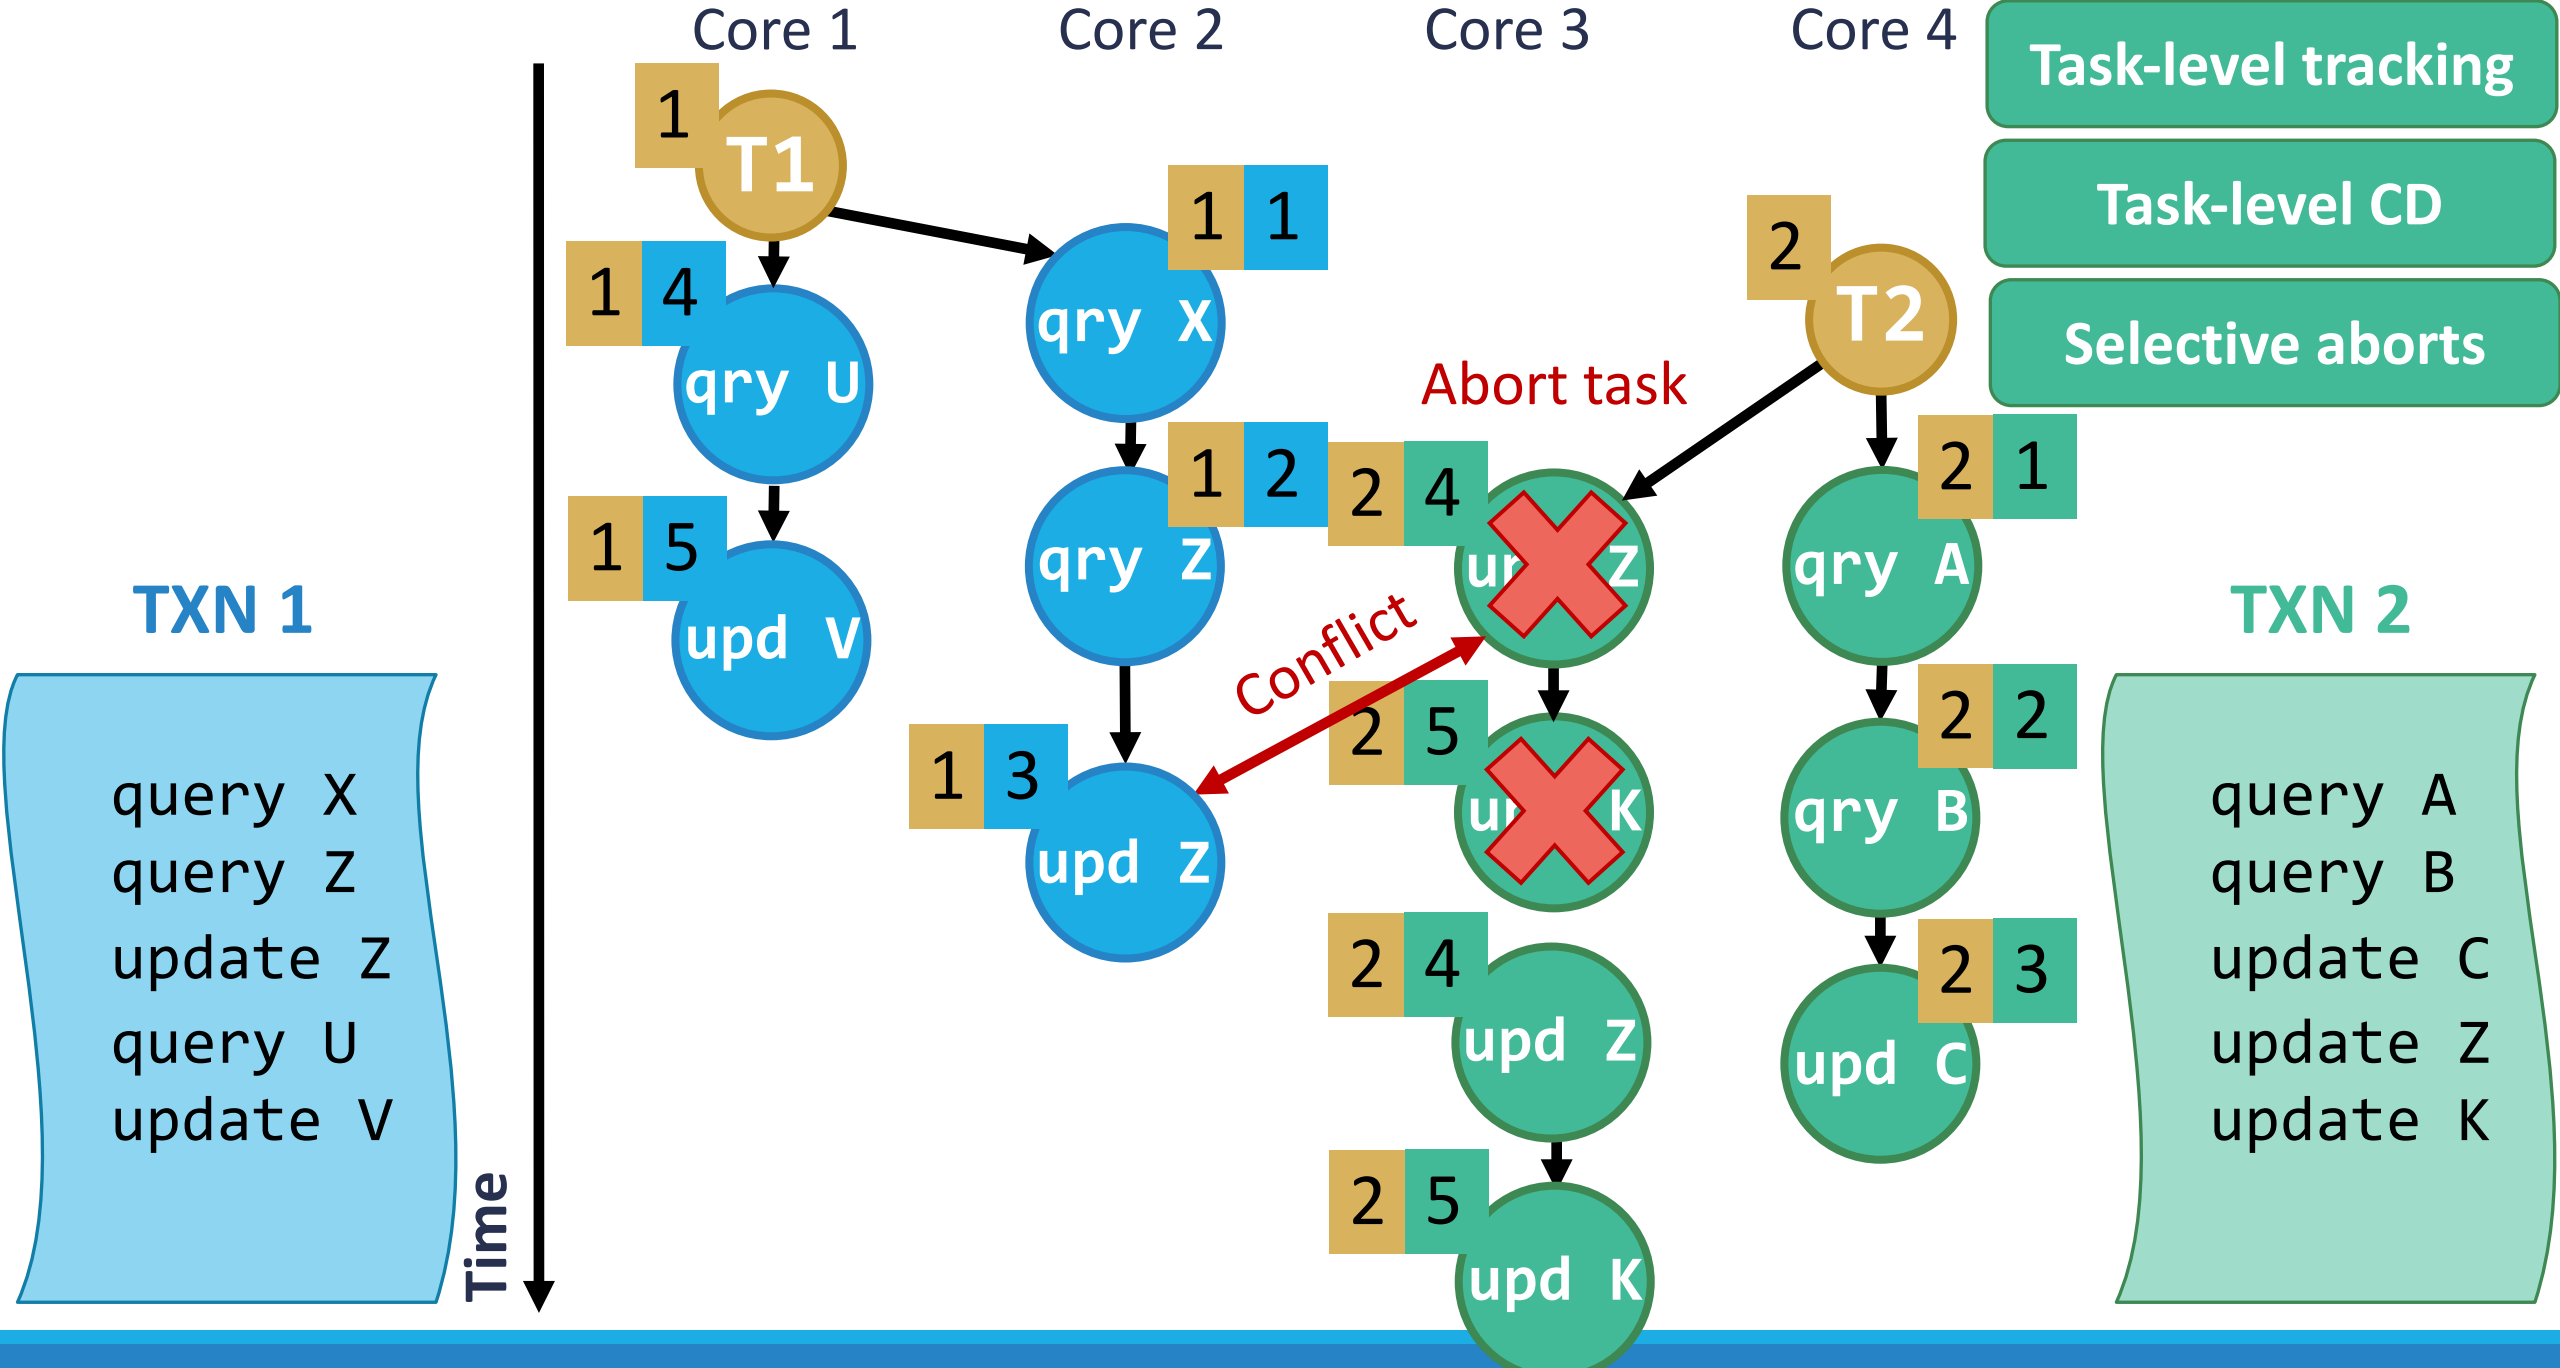 Core 1
Core 2
Core 3
Core 4
Task-level tracking
Task-level CD
Selective aborts
1
T1
1 4
qry U
1 5
upd V
1 1
qry X
1 2
qry Z
1 3
upd Z
Conflict
Abort task
2 4
Z
2 5
K
2 4
upd Z
2 5
upd K
2
T2
2 1
qry A
2 2
qry B
2 3
upd C
TXN 1
query X
query Z
update Z
query U
update V
Time
TXN 2
query A
query B
update C
update Z
update K